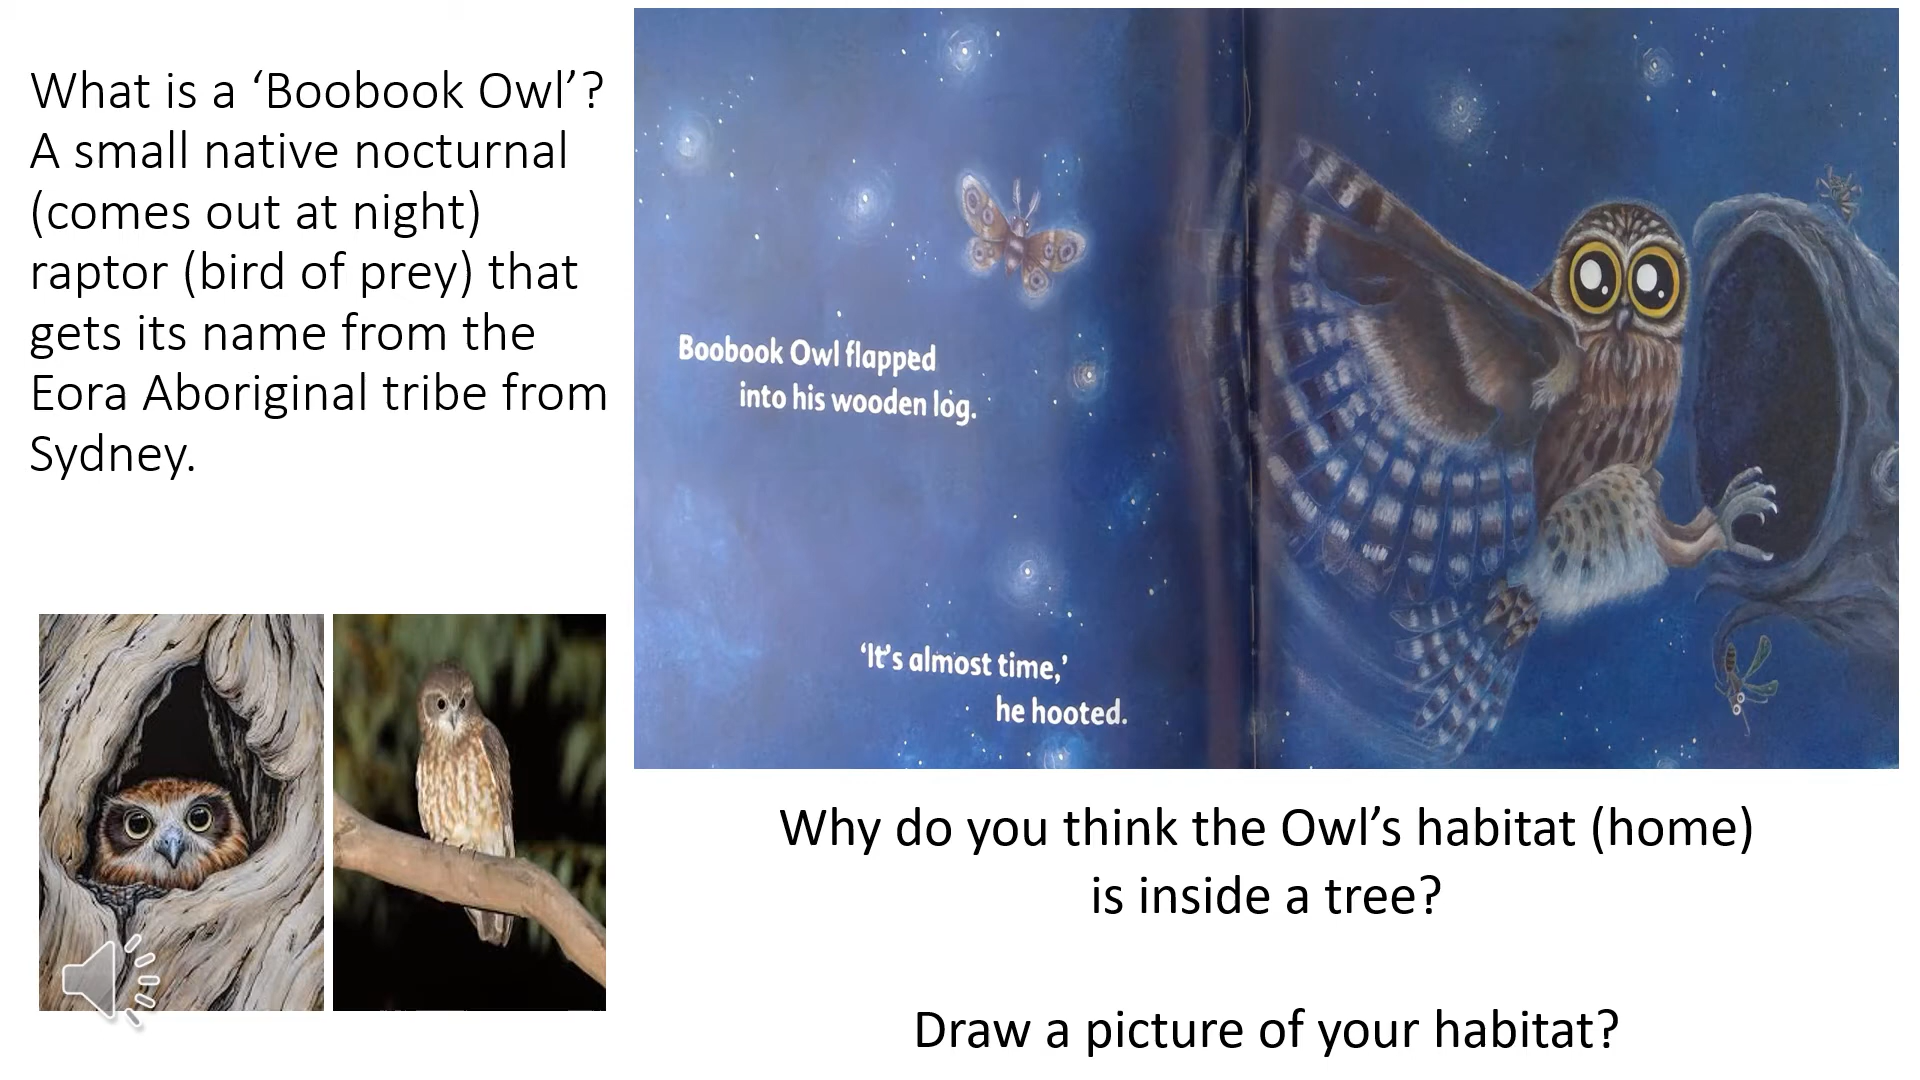 What is a ‘Boobook Owl’?
A small native nocturnal
(comes out at night)
raptor (bird of prey) that
gets its name from the
Eora Aboriginal tribe from
Sydney.
Boobook Owl flapped
into his wooden log.
‘It’s almost time,’
he hooted.
Why do you think the Owl’s habitat (home)
is inside a tree?
Draw a picture of your habitat?